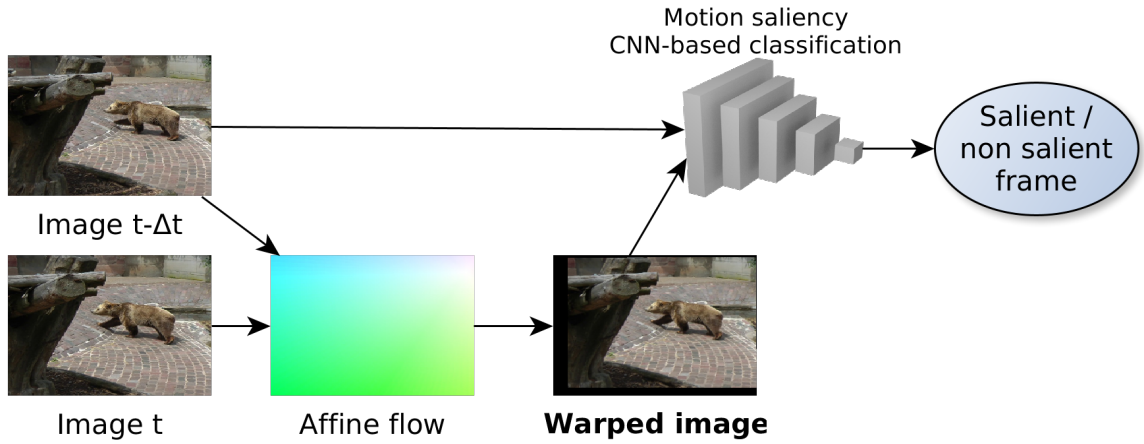 Motion saliency
CNN-based classification
Salient /
non salient
frame
Image t-Δt
Image t
Affine flow
Warped image